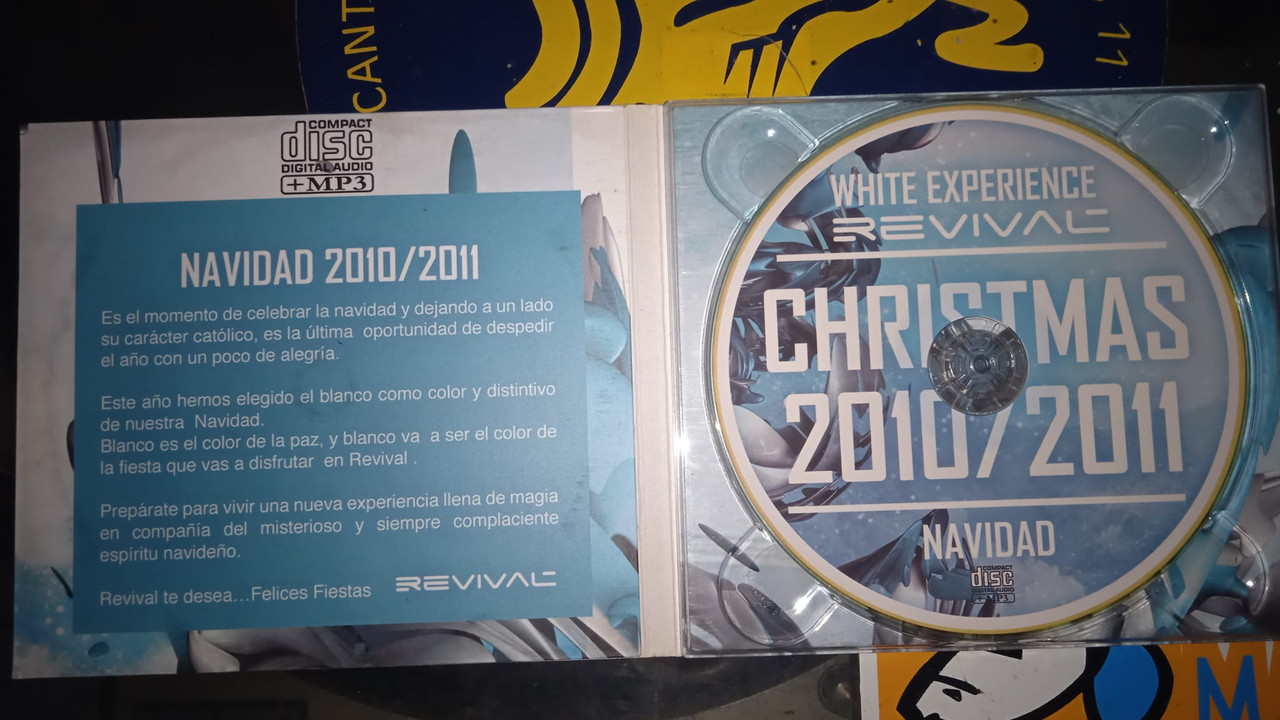 CANT
11
COMPACT
disc
DIGITAL AUDIO
+MP3
NAVIDAD 2010/2011
Es el momento de celebrar la navidad y dejando a un lado
su carácter católico, es la última oportunidad de despedir
el año con un poco de alegría.
Este año hemos elegido el blanco como color y distintivo
de nuestra Navidad.
Blanco es el color de la paz, y blanco va a ser el color de
la fiesta que vas a disfrutar en Revival .
Prepárate para vivir una nueva experiencia llena de magia
en compañía del misterioso y siempre complaciente
espíritu navideño.
Revival te desea...Felices Fiestas
REVIVAL
WHITE EXPERIENCE
REVIVAL
CHRISTMAS
2010/2011
NAVIDAD
COMPACT
disc
+MP3
M